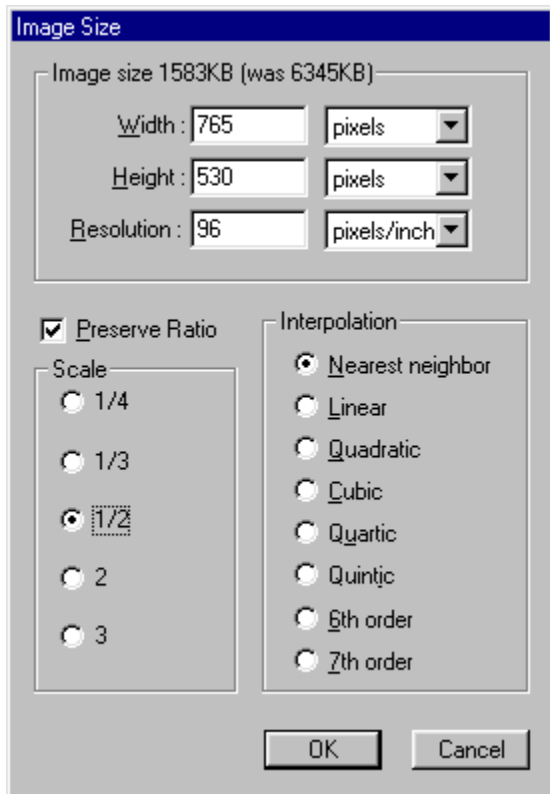 Image Size
Image size 1583KB (was 6345KB)
Width : 765 pixels
Height : 530 pixels
Resolution : 96 pixels/inch
Preserve Ratio
Scale
1/4
1/3
1/2
2
3
Interpolation
Nearest neighbor
Linear
Quadratic
Cubic
Quartic
Quintic
6th order
7th order
OK Cancel